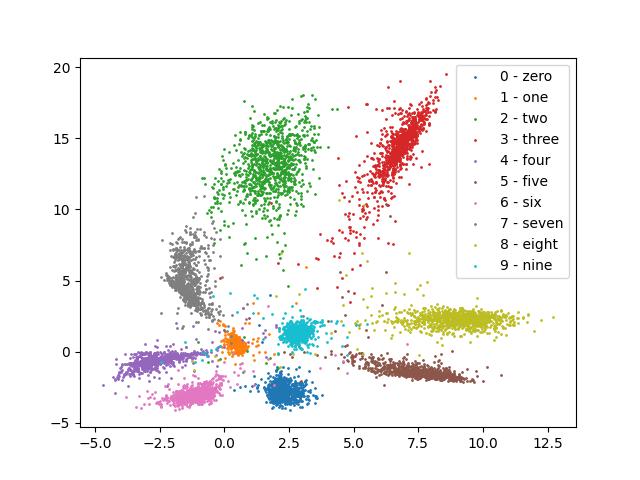 20
15
10
5
0
−5
−5.0 −2.5 0.0 2.5 5.0 7.5 10.0 12.5
0 - zero
1 - one
2 - two
3 - three
4 - four
5 - five
6 - six
7 - seven
8 - eight
9 - nine